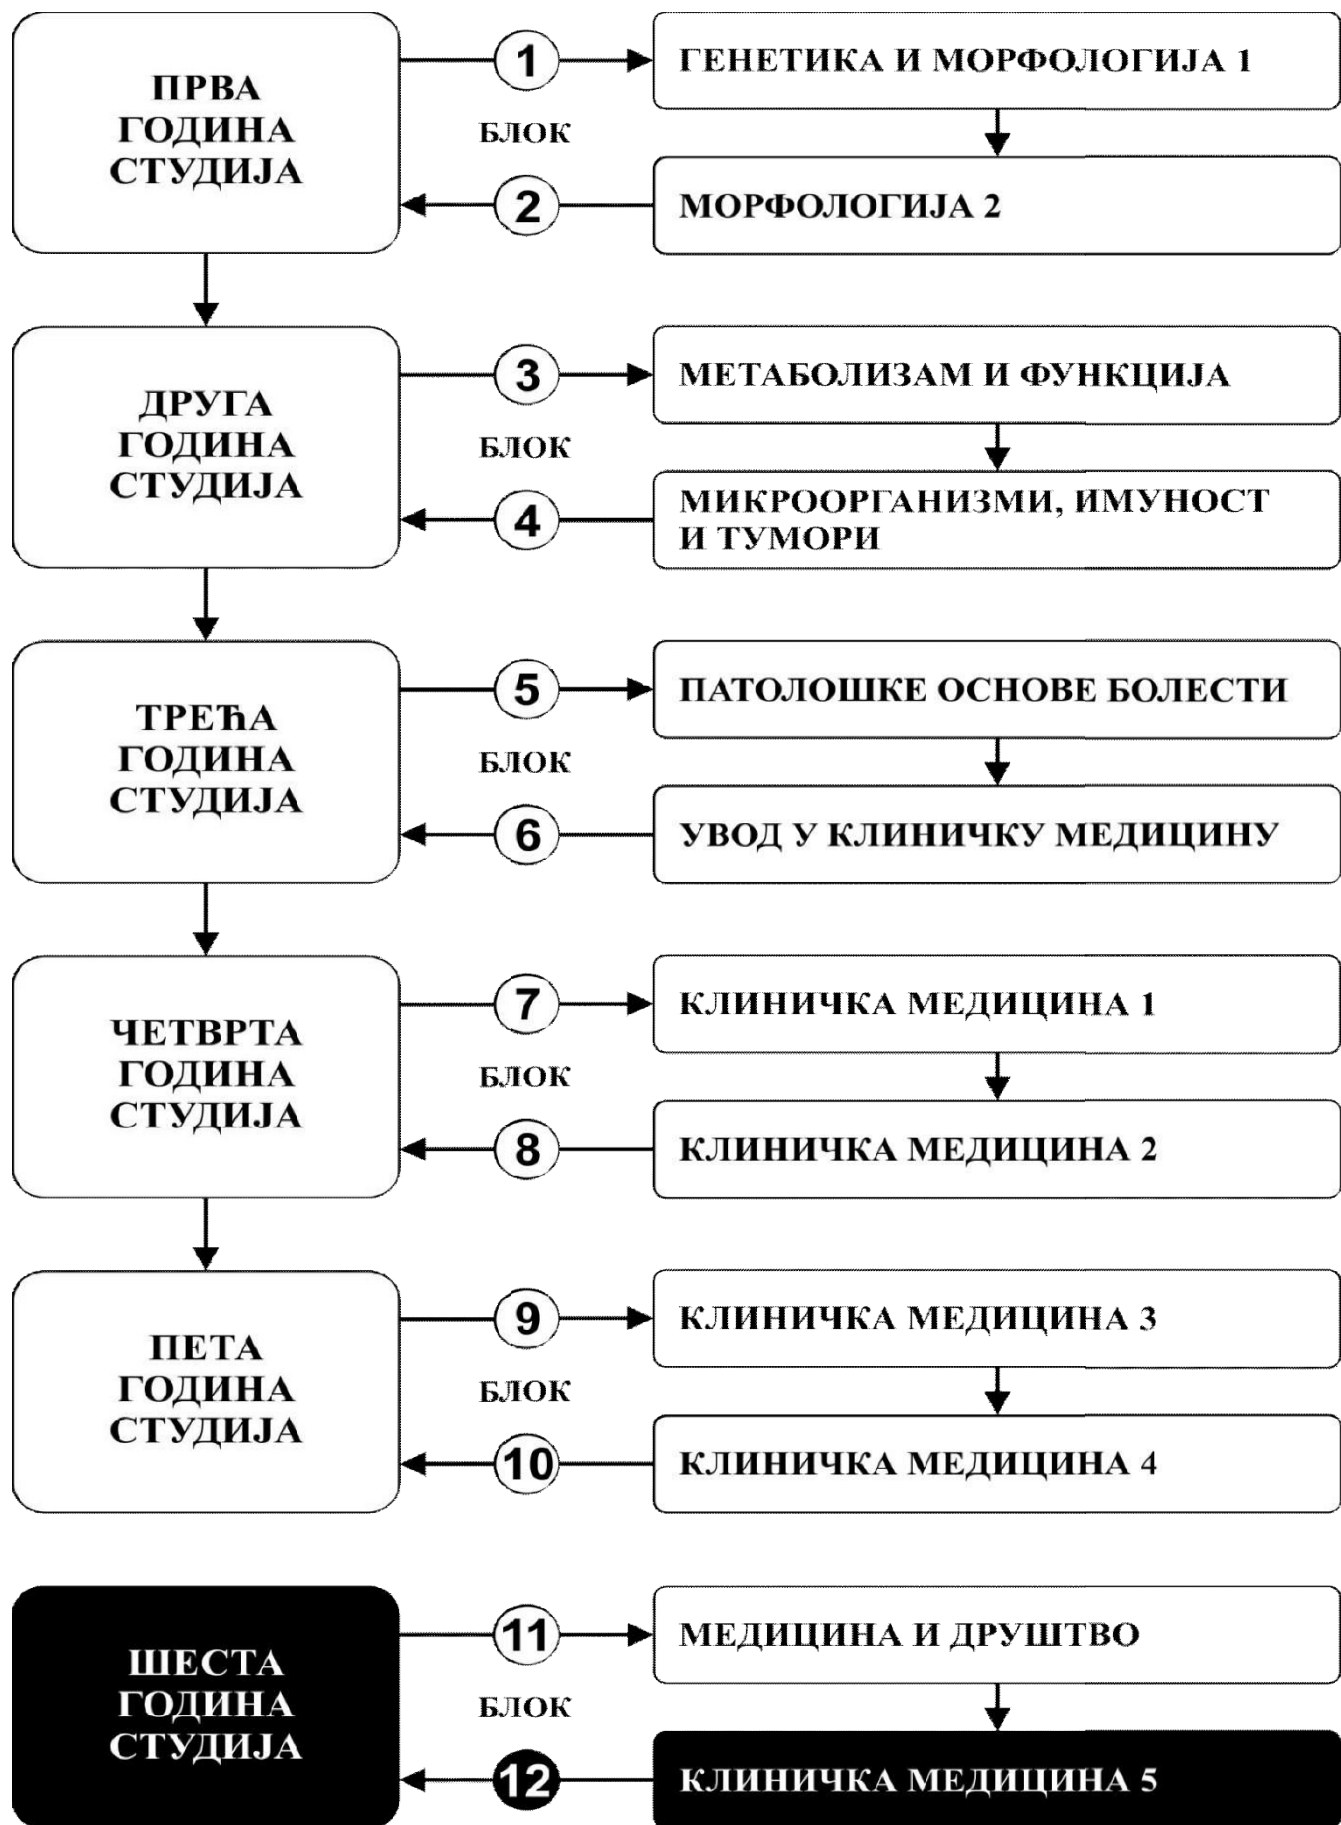 ПРВА
ГОДИНА
СТУДИЈА
1
БЛОК
2
ГЕНЕТИКА И МОРФОЛОГИЈА 1
МОРФОЛОГИЈА 2
ДРУГА
ГОДИНА
СТУДИЈА
3
БЛОК
4
МЕТАБОЛИЗАМ И ФУНКЦИЈА
МИКРООРГАНИЗМИ, ИМУНОСТ
И ТУМОРИ
ТРЕЋА
ГОДИНА
СТУДИЈА
5
БЛОК
6
ПАТОЛОШКЕ ОСНОВЕ БОЛЕСТИ
УВОД У КЛИНИЧКУ МЕДИЦИНУ
ЧЕТВРТА
ГОДИНА
СТУДИЈА
7
БЛОК
8
КЛИНИЧКА МЕДИЦИНА 1
КЛИНИЧКА МЕДИЦИНА 2
ПЕТА
ГОДИНА
СТУДИЈА
9
БЛОК
10
КЛИНИЧКА МЕДИЦИНА 3
КЛИНИЧКА МЕДИЦИНА 4
ШЕСТА
ГОДИНА
СТУДИЈА
11
БЛОК
12
МЕДИЦИНА И ДРУШТВО
КЛИНИЧКА МЕДИЦИНА 5